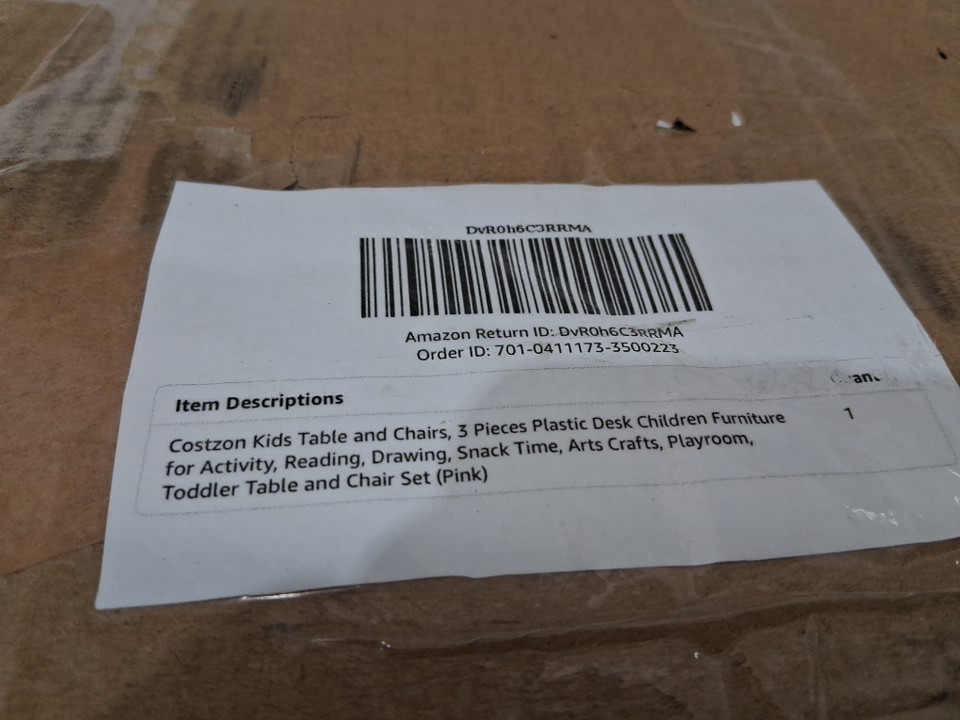 DvR0h6C3RRMA
Amazon Return ID: DvR0h6C3RRMA
Order ID: 701-0411173-3500223
Item Descriptions
Costzon Kids Table and Chairs, 3 Pieces Plastic Desk Children Furniture 1
for Activity, Reading, Drawing, Snack Time, Arts Crafts, Playroom,
Toddler Table and Chair Set (Pink)